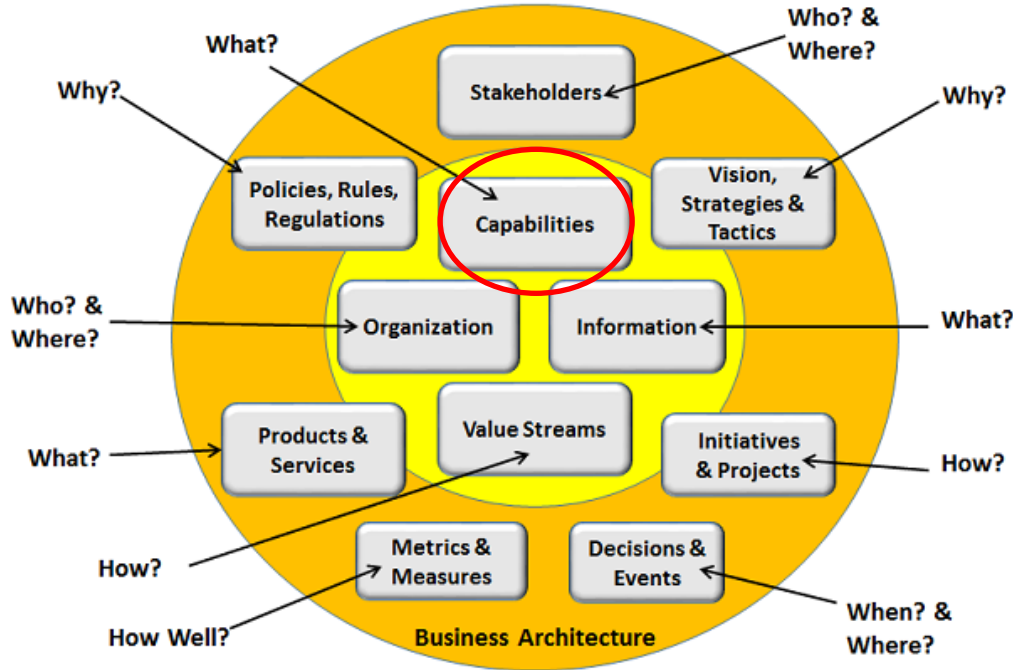 Who? &
Where?
What?
Why?
Stakeholders
Why?
Policies, Rules,
Regulations
Capabilities
Vision,
Strategies &
Tactics
Who? &
Where?
Organization
Information
What?
What?
Products &
Services
Value Streams
Initiatives
& Projects
How?
How?
Metrics &
Measures
Decisions &
Events
How Well?
Business Architecture
When? &
Where?